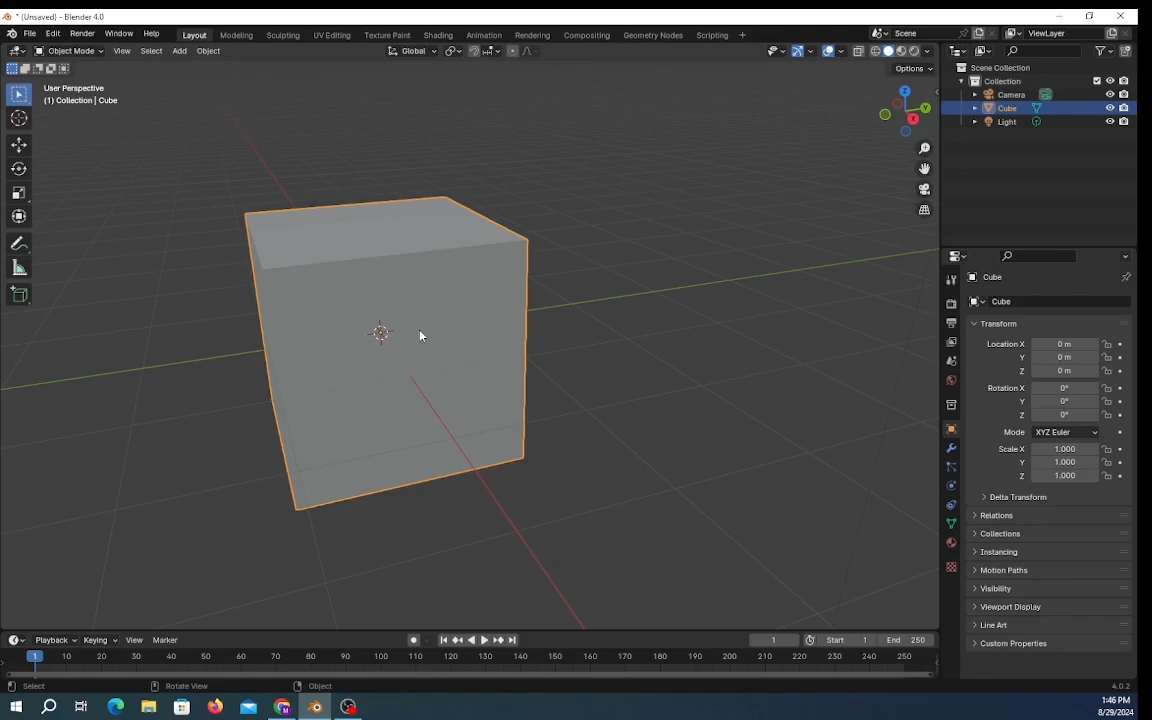 * (Unsaved) - Blender 4.0
File Edit Render Window Help Layout Modeling Sculpting UV Editing Texture Paint Shading Animation Rendering Compositing Geometry Nodes Scripting + Scene ViewLayer
Object Mode View Select Add Object Global
Options
User Perspective
(1) Collection | Cube
Z
Y
X
Scene Collection
Collection
Camera
Cube
Light
Cube
Cube
Transform
Location X 0 m
Y 0 m
Z 0 m
Rotation X 0°
Y 0°
Z 0°
Mode XYZ Euler
Scale X 1.000
Y 1.000
Z 1.000
Delta Transform
Relations
Collections
Instancing
Motion Paths
Visibility
Viewport Display
Line Art
Custom Properties
Playback Keying View Marker 1 Start 1 End 250
1 10 20 30 40 50 60 70 80 90 100 110 120 130 140 150 160 170 180 190 200 210 220 230 240 250
Select Rotate View Object 4.0.2
1:46 PM
8/29/2024